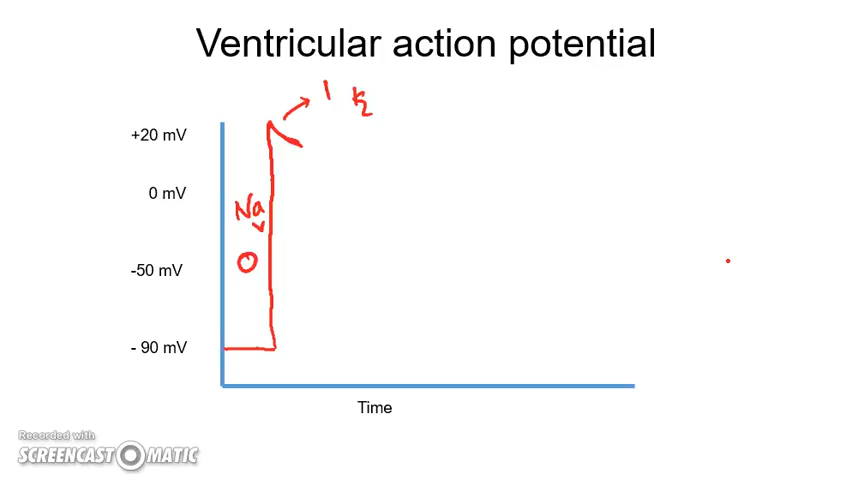 Ventricular action potential
1 K
+20 mV
0 mV
Na
-50 mV
0
- 90 mV
Time
Recorded with
SCREENCAST MATIC